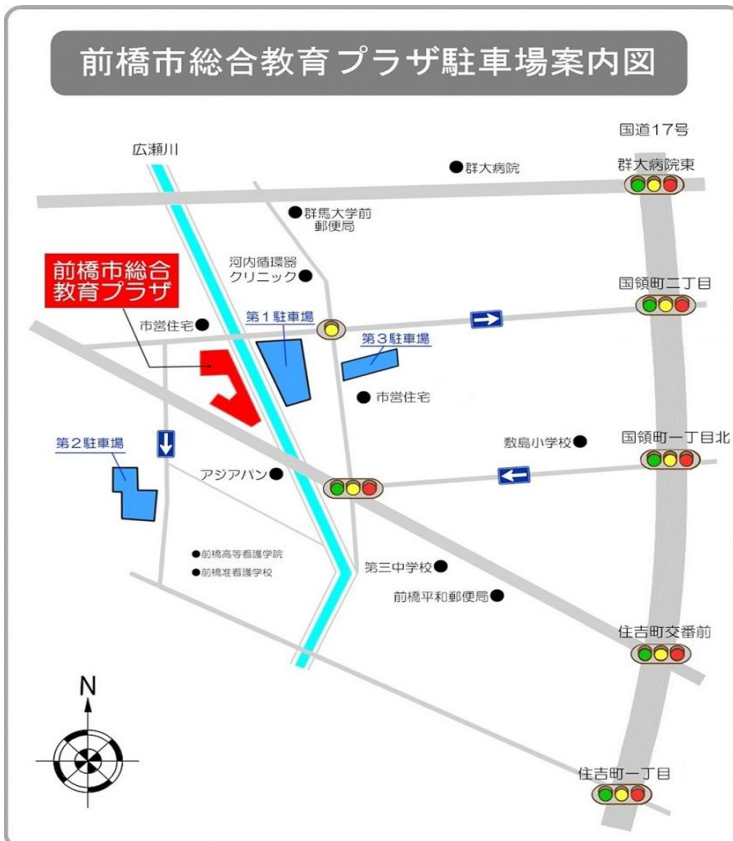 前橋市総合教育プラザ駐車場案内図
国道17号
広瀬川
群大病院
群大病院東
群馬大学前
郵便局
前橋市総合
教育プラザ
河内循環器
クリニック
国領町二丁目
市営住宅
第1駐車場
第3駐車場
市営住宅
第2駐車場
アジアパン
敷島小学校
国領町一丁目北
前橋高等看護学院
前橋准看護学校
第三中学校
前橋平和郵便局
住吉町交番前
N
住吉町一丁目